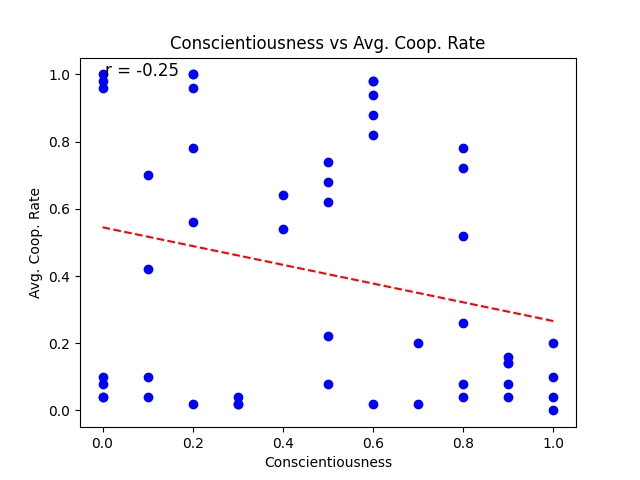 Conscientiousness vs Avg. Coop. Rate
r = -0.25
1.0
0.8
0.6
0.4
0.2
0.0
Avg. Coop. Rate
0.0 0.2 0.4 0.6 0.8 1.0
Conscientiousness